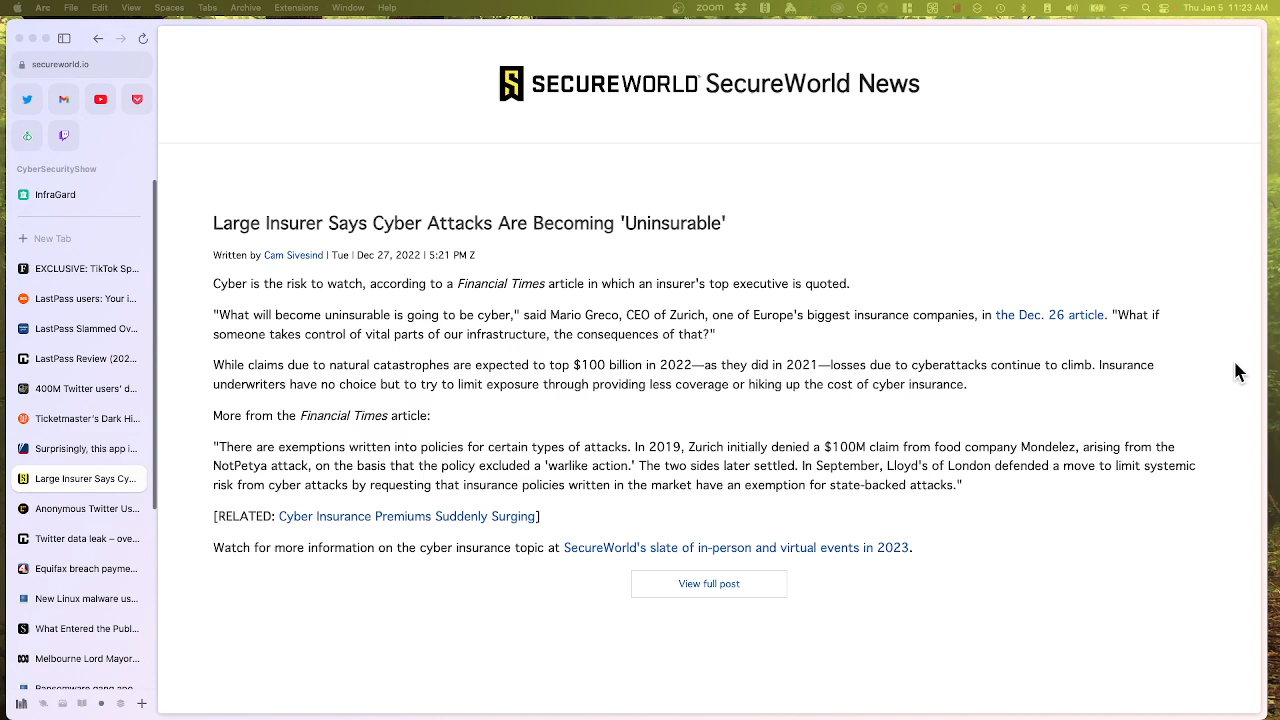 Arc File Edit View Spaces Tabs Archive Extensions Window Help
zoom
Thu Jan 5 11:23 AM
secureworld.io
CyberSecurityShow
InfraGard
New Tab
EXCLUSIVE: TikTok Sp...
LastPass users: Your i...
LastPass Slammed Ov...
LastPass Review (202...
400M Twitter users' d...
Ticketmaster's Dark Hi...
Surprisingly this app i...
Large Insurer Says Cy...
Anonymous Twitter Us...
Twitter data leak – ove...
Equifax breach payme...
New Linux malware us...
What Entered the Publ...
Melbourne Lord Mayor...
Ransomware gang apo...
SECUREWORLD SecureWorld News
Large Insurer Says Cyber Attacks Are Becoming 'Uninsurable'
Written by Cam Sivesind | Tue | Dec 27, 2022 | 5:21 PM Z
Cyber is the risk to watch, according to a Financial Times article in which an insurer's top executive is quoted.
"What will become uninsurable is going to be cyber," said Mario Greco, CEO of Zurich, one of Europe's biggest insurance companies, in the Dec. 26 article. "What if
someone takes control of vital parts of our infrastructure, the consequences of that?"
While claims due to natural catastrophes are expected to top $100 billion in 2022—as they did in 2021—losses due to cyberattacks continue to climb. Insurance
underwriters have no choice but to try to limit exposure through providing less coverage or hiking up the cost of cyber insurance.
More from the Financial Times article:
"There are exemptions written into policies for certain types of attacks. In 2019, Zurich initially denied a $100M claim from food company Mondelez, arising from the
NotPetya attack, on the basis that the policy excluded a 'warlike action.' The two sides later settled. In September, Lloyd's of London defended a move to limit systemic
risk from cyber attacks by requesting that insurance policies written in the market have an exemption for state-backed attacks."
[RELATED: Cyber Insurance Premiums Suddenly Surging]
Watch for more information on the cyber insurance topic at SecureWorld's slate of in-person and virtual events in 2023.
View full post